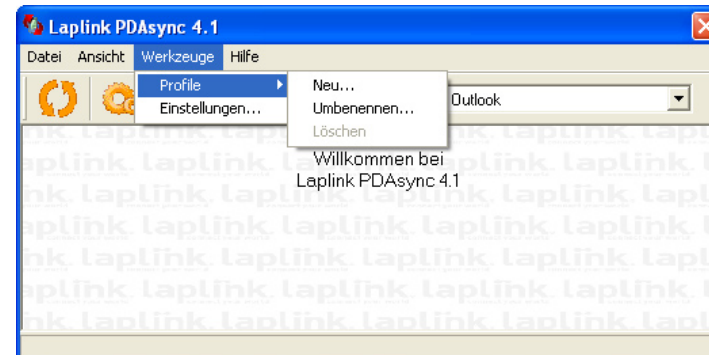 Laplink PDAsync 4.1
Datei Ansicht Werkzeuge Hilfe
Profile
Einstellungen...
Neu...
Umbenennen...
Löschen
Outlook
Willkommen bei
Laplink PDAsync 4.1